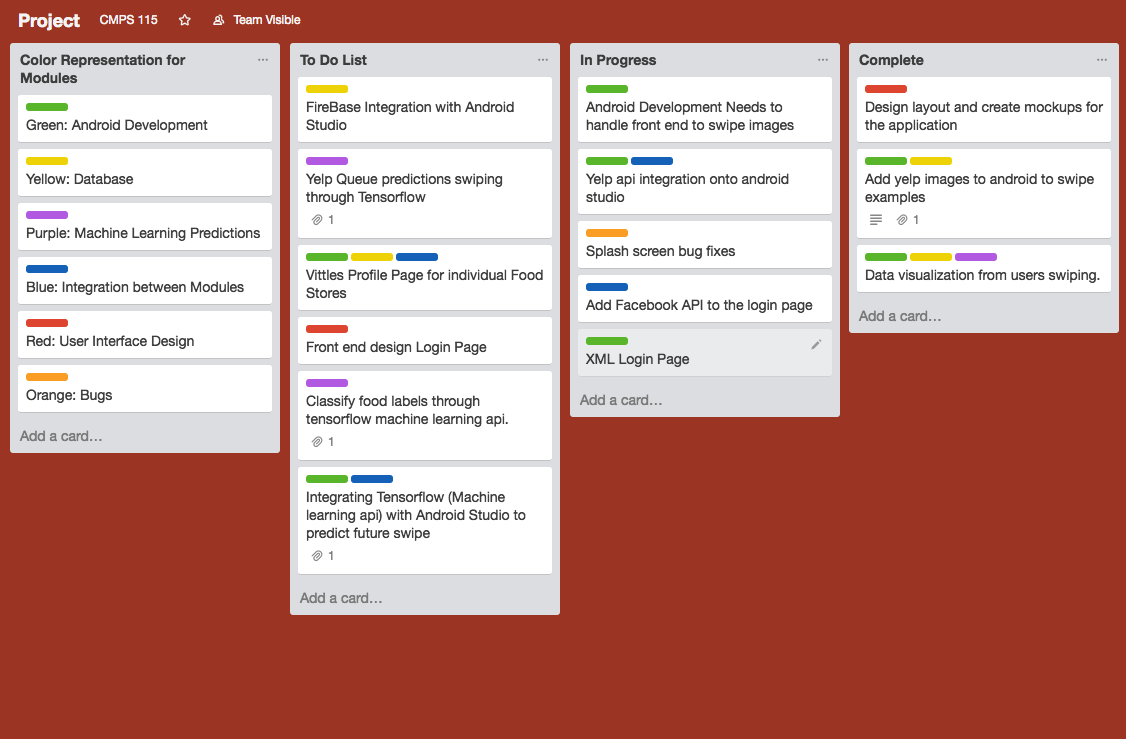 Project CMPS 115 Team Visible
Color Representation for
Modules
Green: Android Development
Yellow: Database
Purple: Machine Learning Predictions
Blue: Integration between Modules
Red: User Interface Design
Orange: Bugs
Add a card…
To Do List
FireBase Integration with Android
Studio
Yelp Queue predictions swiping
through Tensorflow
1
Vittles Profile Page for individual Food
Stores
Front end design Login Page
Classify food labels through
tensorflow machine learning api.
1
Integrating Tensorflow (Machine
learning api) with Android Studio to
predict future swipe
1
Add a card…
In Progress
Android Development Needs to
handle front end to swipe images
Yelp api integration onto android
studio
Splash screen bug fixes
Add Facebook API to the login page
XML Login Page
Add a card…
Complete
Design layout and create mockups for
the application
Add yelp images to android to swipe
examples
1
Data visualization from users swiping.
Add a card…